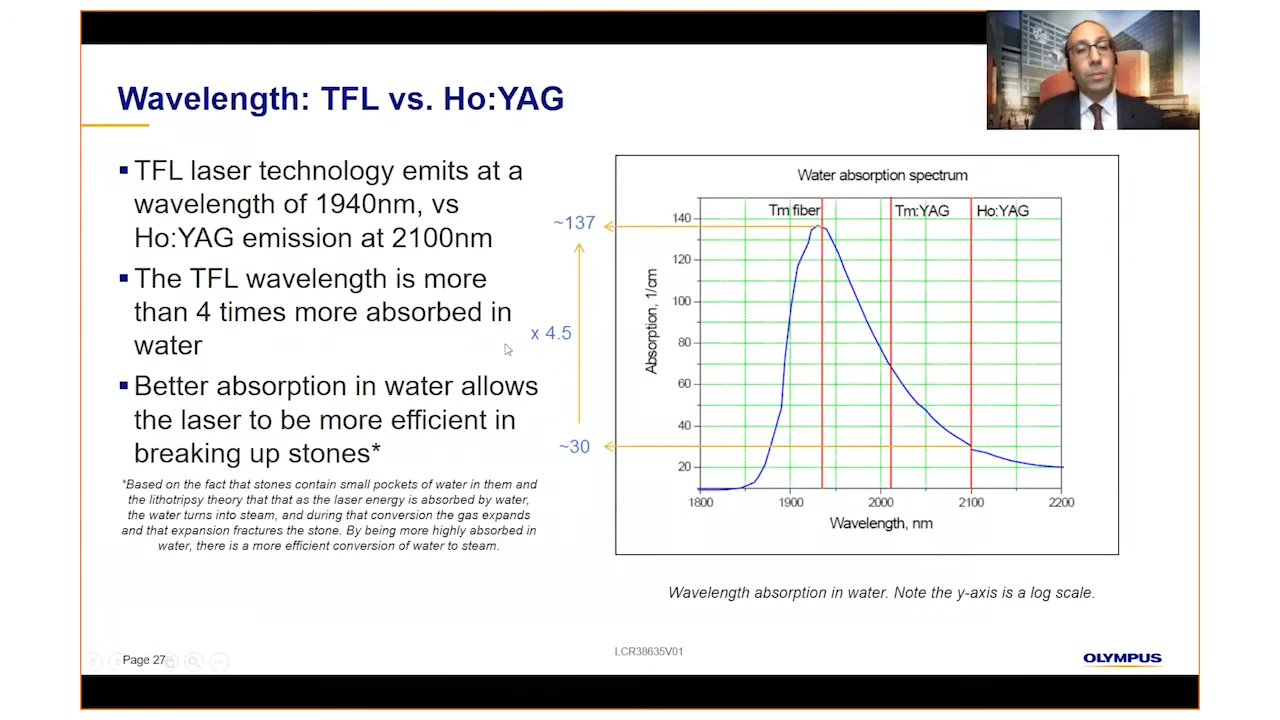 Wavelength: TFL vs. Ho:YAG
▪ TFL laser technology emits at a
wavelength of 1940nm, vs
Ho:YAG emission at 2100nm
▪ The TFL wavelength is more
than 4 times more absorbed in
water
▪ Better absorption in water allows
the laser to be more efficient in
breaking up stones*
*Based on the fact that stones contain small pockets of water in them and
the lithotripsy theory that that as the laser energy is absorbed by water,
the water turns into steam, and during that conversion the gas expands
and that expansion fractures the stone. By being more highly absorbed in
water, there is a more efficient conversion of water to steam.
~137
x 4.5
~30
Water absorption spectrum
Tm fiber
Tm:YAG
Ho:YAG
Absorption, 1/cm
140
120
100
80
60
40
20
1800
1900
2000
2100
2200
Wavelength, nm
Wavelength absorption in water. Note the y-axis is a log scale.
Page 27
LCR38635V01
OLYMPUS